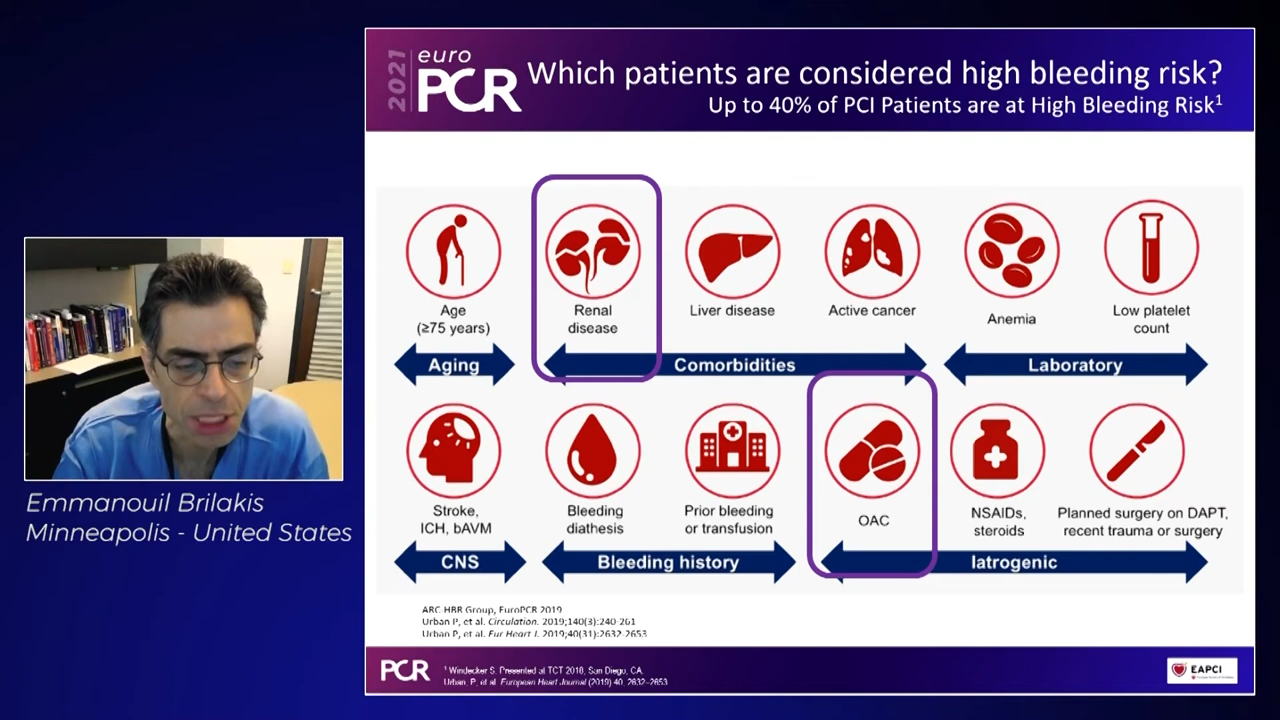 2021
euro
PCR
Which patients are considered high bleeding risk?
Up to 40% of PCI Patients are at High Bleeding Risk¹
Age
(≥75 years)
Renal
disease
Liver disease
Active cancer
Anemia
Low platelet
count
Aging
Comorbidities
Laboratory
Stroke,
ICH, bAVM
Bleeding
diathesis
Prior bleeding
or transfusion
OAC
NSAIDs,
steroids
Planned surgery on DAPT,
recent trauma or surgery
CNS
Bleeding history
Iatrogenic
Emmanouil Brilakis
Minneapolis - United States
ARC HBR Group, EuroPCR 2019
Urban P, et al. Circulation. 2019;140(3):240-261
Urban P, et al. Eur Heart J. 2019;40(31):2632-2653
PCR
¹ Windecker S. Presented at TCT 2018, San Diego, CA.
Urban, P, et al. European Heart Journal (2019) 40, 2632–2653
EAPCI